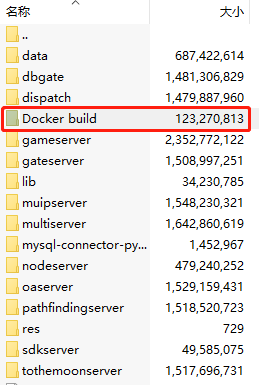 名称 大小
..
data 687,422,614
dbgate 1,481,306,829
dispatch 1,479,887,960
Docker build 123,270,813
gameserver 2,352,772,122
gateserver 1,508,997,251
lib 34,230,785
muipserver 1,548,230,319
multiserver 1,642,860,321
mysql-connector-py... 1,452,967
nodeserver 479,240,252
oaserver 1,529,159,431
pathfindingserver 1,518,520,723
res 729
sdkserver 49,585,075
tothemoonserver 1,517,696,731